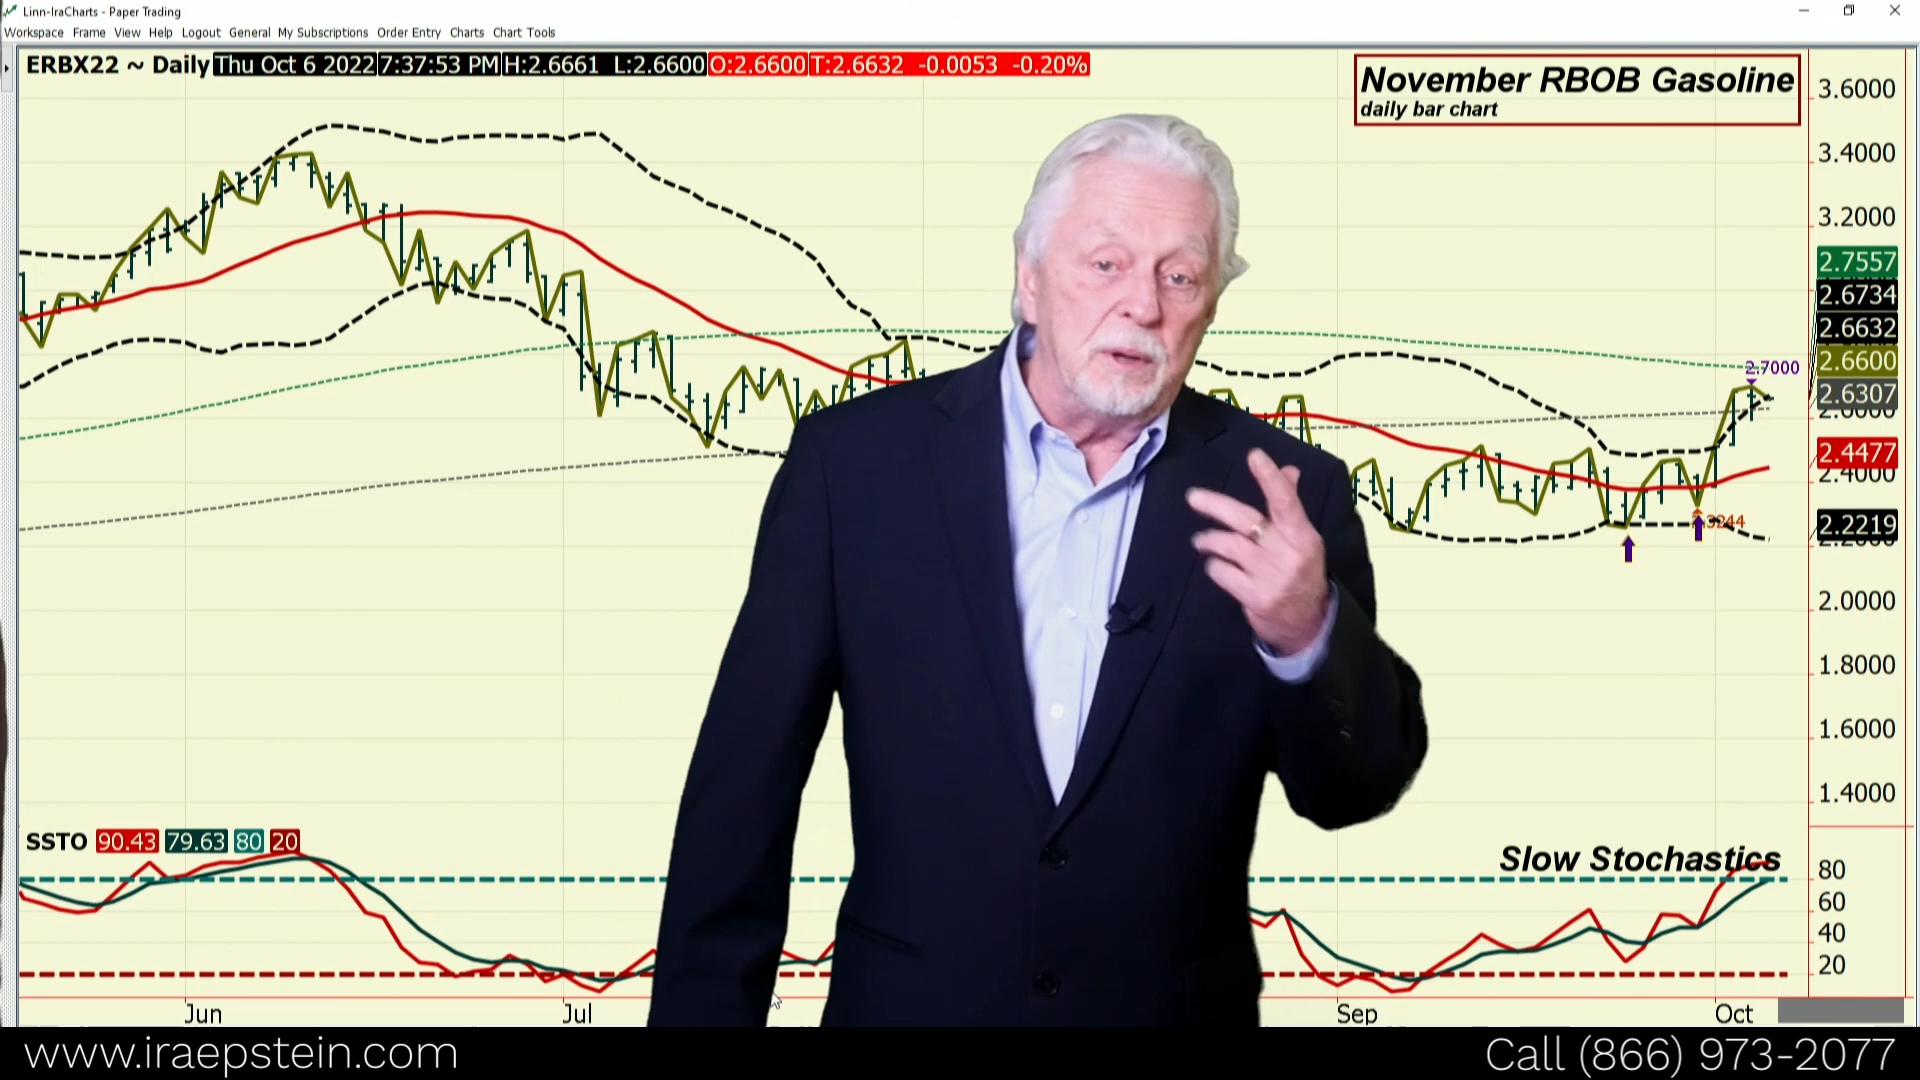 Linn-IraCharts - Paper Trading
Workspace Frame View Help Logout General My Subscriptions Order Entry Charts Chart Tools
ERBX22 ~ Daily Thu Oct 6 2022 7:37:53 PM H:2.6661 L:2.6600 O:2.6600 T:2.6632 -0.0053 -0.20%
November RBOB Gasoline
daily bar chart
3.6000
3.4000
3.2000
2.7557
2.6734
2.6632
2.6600
2.7000
2.6307
2.4477
2.4000
2.2219
2.0000
1.8000
1.6000
1.4000
SSTO 90.43 79.63 80 20
Slow Stochastics
80
60
40
20
Jun Jul Sep Oct
www.iraepstein.com Call (866) 973-2077